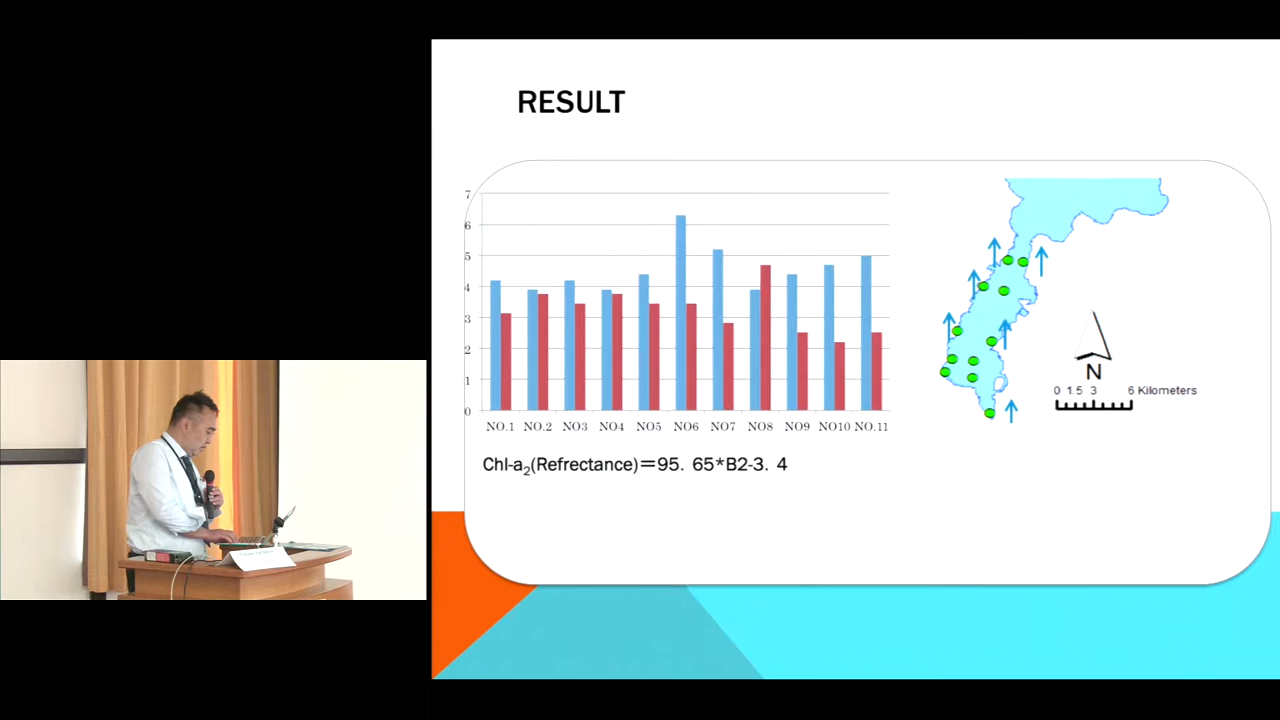 RESULT
7
6
5
4
3
2
1
0
NO.1 NO.2 NO3 NO4 NO5 NO6 NO7 NO8 NO9 NO10 NO.11
Chl-a2(Refrectance)=95. 65*B2-3. 4
N
0 1.5 3 6 Kilometers